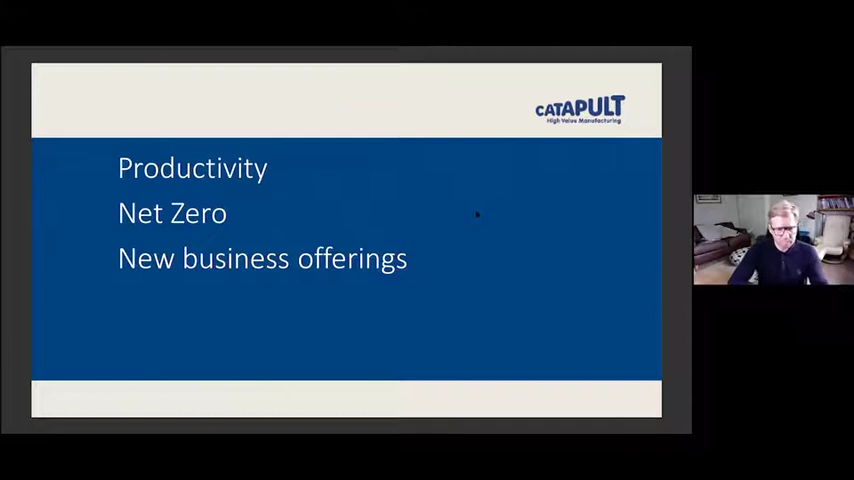 CATAPULT
High Value Manufacturing
Productivity
Net Zero
New business offerings